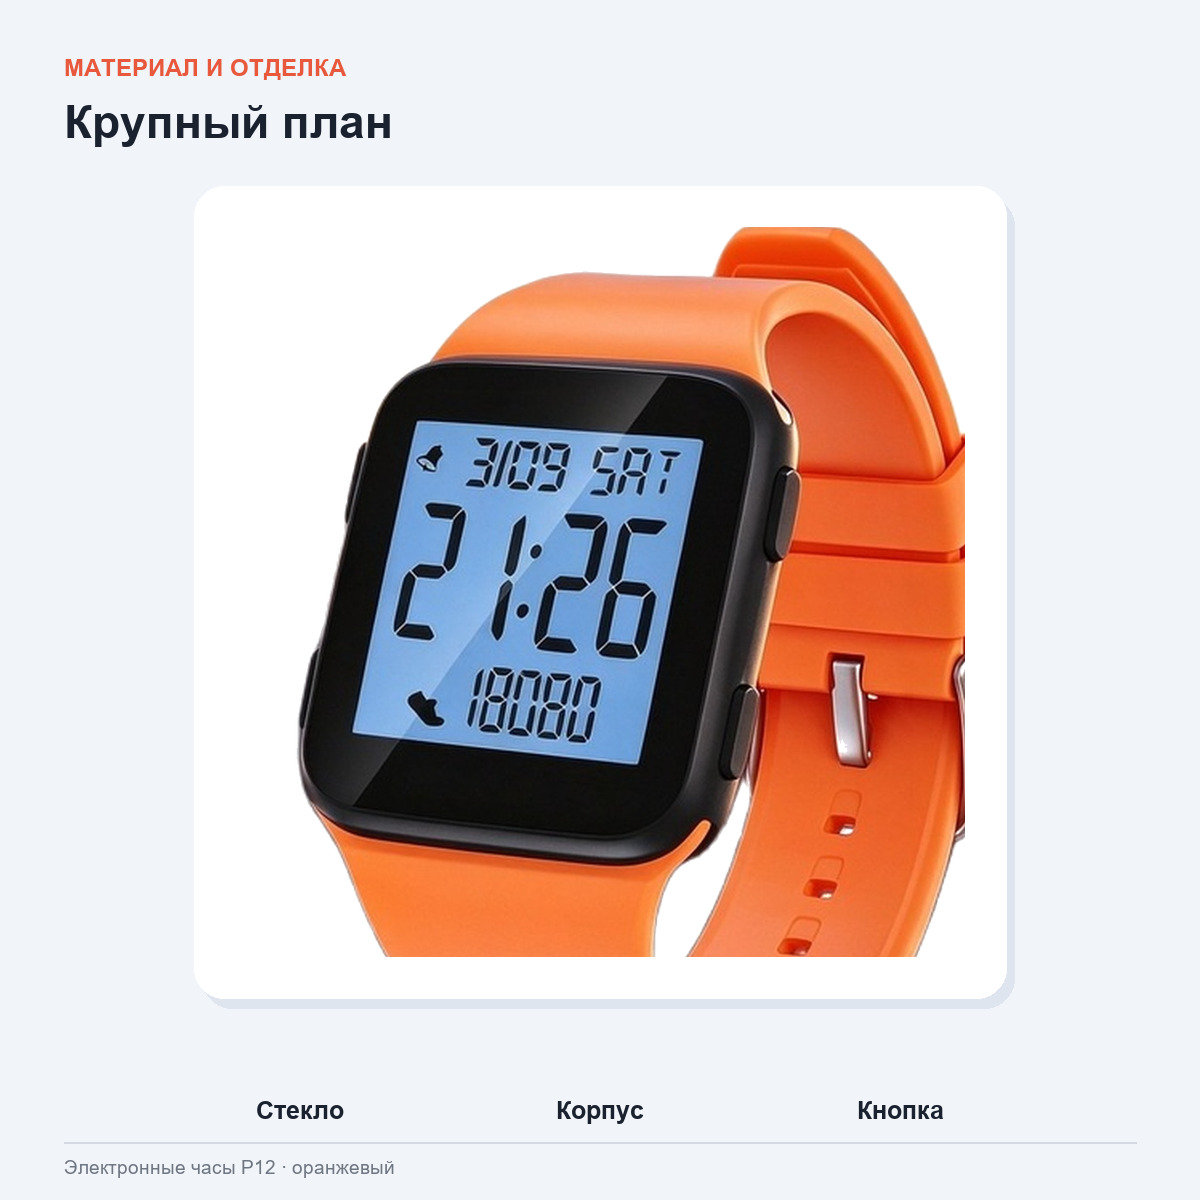 МАТЕРИАЛ И ОТДЕЛКА
Крупный план
3/09 SAT
21:26
18080
Стекло Корпус Кнопка
Электронные часы P12 · оранжевый